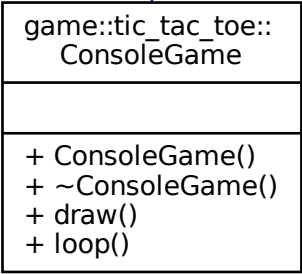 game::tic_tac_toe::
ConsoleGame
+ ConsoleGame()
+ ~ConsoleGame()
+ draw()
+ loop()